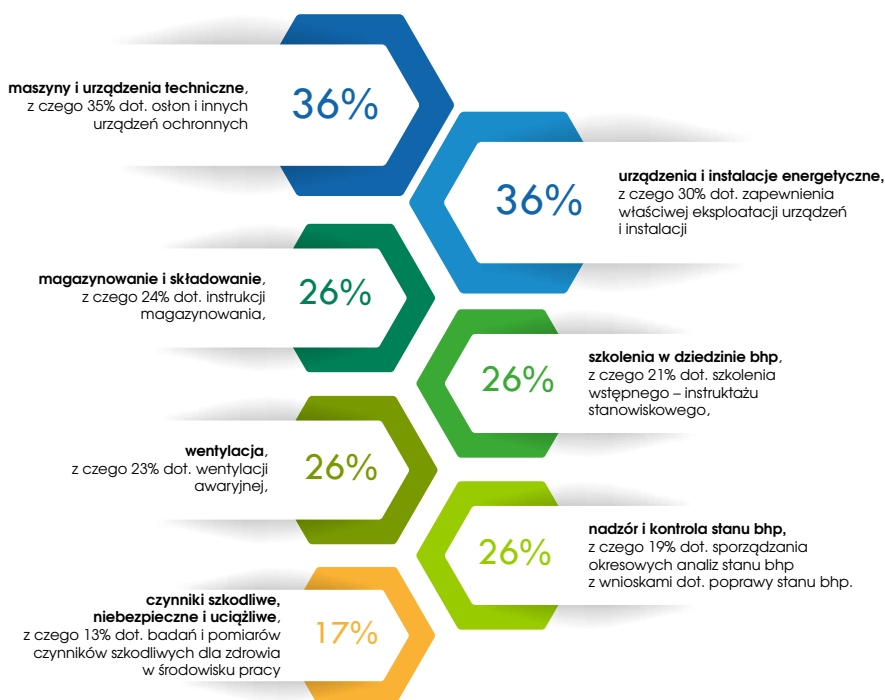 maszyny i urządzenia techniczne,
z czego 35% dot. osłon i innych
urządzeń ochronnych
36%
36%
urządzenia i instalacje energetyczne,
z czego 30% dot. zapewnienia
właściwej eksploatacji urządzeń
i instalacji
magazynowanie i składowanie,
z czego 24% dot. instrukcji
magazynowania,
26%
26%
szkolenia w dziedzinie bhp,
z czego 21% dot. szkolenia
wstępnego – instruktażu
stanowiskowego,
wentylacja,
z czego 23% dot. wentylacji
awaryjnej,
26%
26%
nadzór i kontrola stanu bhp,
z czego 19% dot. sporządzania
okresowych analiz stanu bhp
z wnioskami dot. poprawy stanu bhp.
czynniki szkodliwe,
niebezpieczne i uciążliwe,
z czego 13% dot. badań i pomiarów
czynników szkodliwych dla zdrowia
w środowisku pracy
17%